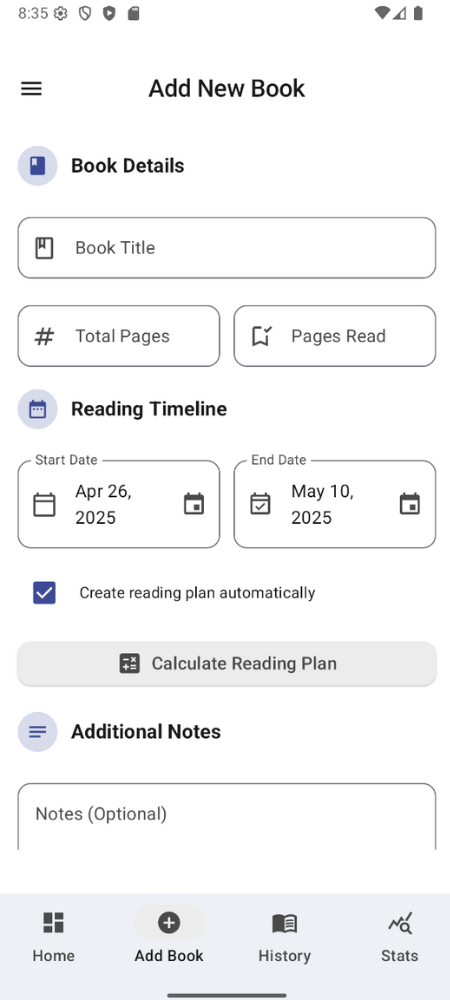 8:35
Add New Book
Book Details
Book Title
Total Pages
Pages Read
Reading Timeline
Start Date
Apr 26,
2025
End Date
May 10,
2025
Create reading plan automatically
Calculate Reading Plan
Additional Notes
Notes (Optional)
Home
Add Book
History
Stats